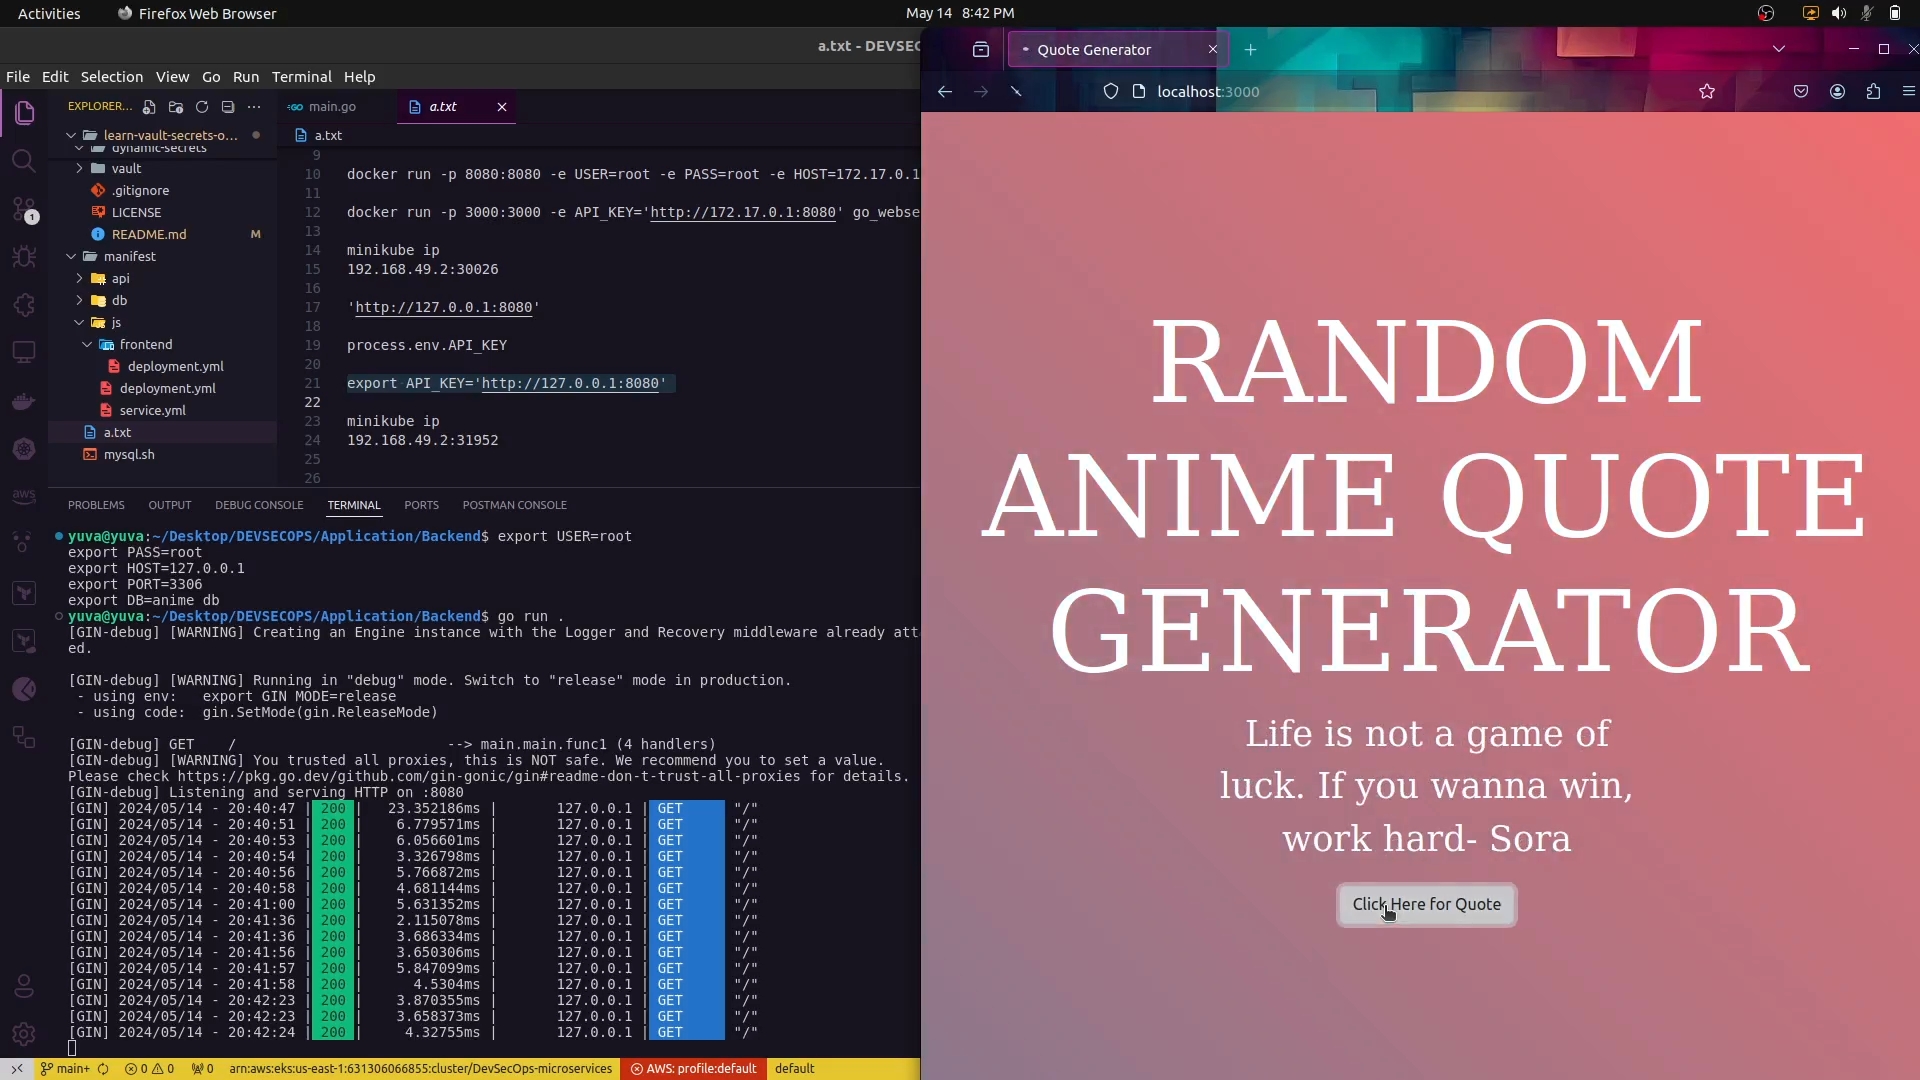 Activities
Firefox Web Browser
May 14 8:42 PM
a.txt - DEVSEC
File Edit Selection View Go Run Terminal Help
EXPLORER...
learn-vault-secrets-o...
dynamic-secrets
vault
.gitignore
LICENSE
README.md M
manifest
api
db
js
frontend
deployment.yml
deployment.yml
service.yml
a.txt
mysql.sh
1
aws
main.go
a.txt
a.txt
9
10 docker run -p 8080:8080 -e USER=root -e PASS=root -e HOST=172.17.0.1
11
12 docker run -p 3000:3000 -e API_KEY='http://172.17.0.1:8080' go_webse
13
14 minikube ip
15 192.168.49.2:30026
16
17 'http://127.0.0.1:8080'
18
19 process.env.API_KEY
20
21 export API_KEY='http://127.0.0.1:8080'
22
23 minikube ip
24 192.168.49.2:31952
25
26
PROBLEMS OUTPUT DEBUG CONSOLE TERMINAL PORTS POSTMAN CONSOLE
yuva@yuva:~/Desktop/DEVSECOPS/Application/Backend$ export USER=root
export PASS=root
export HOST=127.0.0.1
export PORT=3306
export DB=anime db
yuva@yuva:~/Desktop/DEVSECOPS/Application/Backend$ go run .
[GIN-debug] [WARNING] Creating an Engine instance with the Logger and Recovery middleware already att
ed.
[GIN-debug] [WARNING] Running in "debug" mode. Switch to "release" mode in production.
- using env: export GIN MODE=release
- using code: gin.SetMode(gin.ReleaseMode)
[GIN-debug] GET / --> main.main.func1 (4 handlers)
[GIN-debug] [WARNING] You trusted all proxies, this is NOT safe. We recommend you to set a value.
Please check https://pkg.go.dev/github.com/gin-gonic/gin#readme-don-t-trust-all-proxies for details.
[GIN-debug] Listening and serving HTTP on :8080
[GIN] 2024/05/14 - 20:40:47 | 200 | 23.352186ms | 127.0.0.1 | GET "/"
[GIN] 2024/05/14 - 20:40:51 | 200 | 6.779571ms | 127.0.0.1 | GET "/"
[GIN] 2024/05/14 - 20:40:53 | 200 | 6.056601ms | 127.0.0.1 | GET "/"
[GIN] 2024/05/14 - 20:40:54 | 200 | 3.326798ms | 127.0.0.1 | GET "/"
[GIN] 2024/05/14 - 20:40:56 | 200 | 5.766872ms | 127.0.0.1 | GET "/"
[GIN] 2024/05/14 - 20:40:58 | 200 | 4.681144ms | 127.0.0.1 | GET "/"
[GIN] 2024/05/14 - 20:41:00 | 200 | 5.631352ms | 127.0.0.1 | GET "/"
[GIN] 2024/05/14 - 20:41:36 | 200 | 2.115078ms | 127.0.0.1 | GET "/"
[GIN] 2024/05/14 - 20:41:36 | 200 | 3.686334ms | 127.0.0.1 | GET "/"
[GIN] 2024/05/14 - 20:41:56 | 200 | 3.650306ms | 127.0.0.1 | GET "/"
[GIN] 2024/05/14 - 20:41:57 | 200 | 5.847099ms | 127.0.0.1 | GET "/"
[GIN] 2024/05/14 - 20:41:58 | 200 | 4.5304ms | 127.0.0.1 | GET "/"
[GIN] 2024/05/14 - 20:42:23 | 200 | 3.870355ms | 127.0.0.1 | GET "/"
[GIN] 2024/05/14 - 20:42:23 | 200 | 3.658373ms | 127.0.0.1 | GET "/"
[GIN] 2024/05/14 - 20:42:24 | 200 | 4.32755ms | 127.0.0.1 | GET "/"
main+ 0 0 0 arn:aws:eks:us-east-1:631306066855:cluster/DevSecOps-microservices AWS: profile:default default
Quote Generator
localhost:3000
RANDOM
ANIME QUOTE
GENERATOR
Life is not a game of
luck. If you wanna win,
work hard- Sora
Click Here for Quote